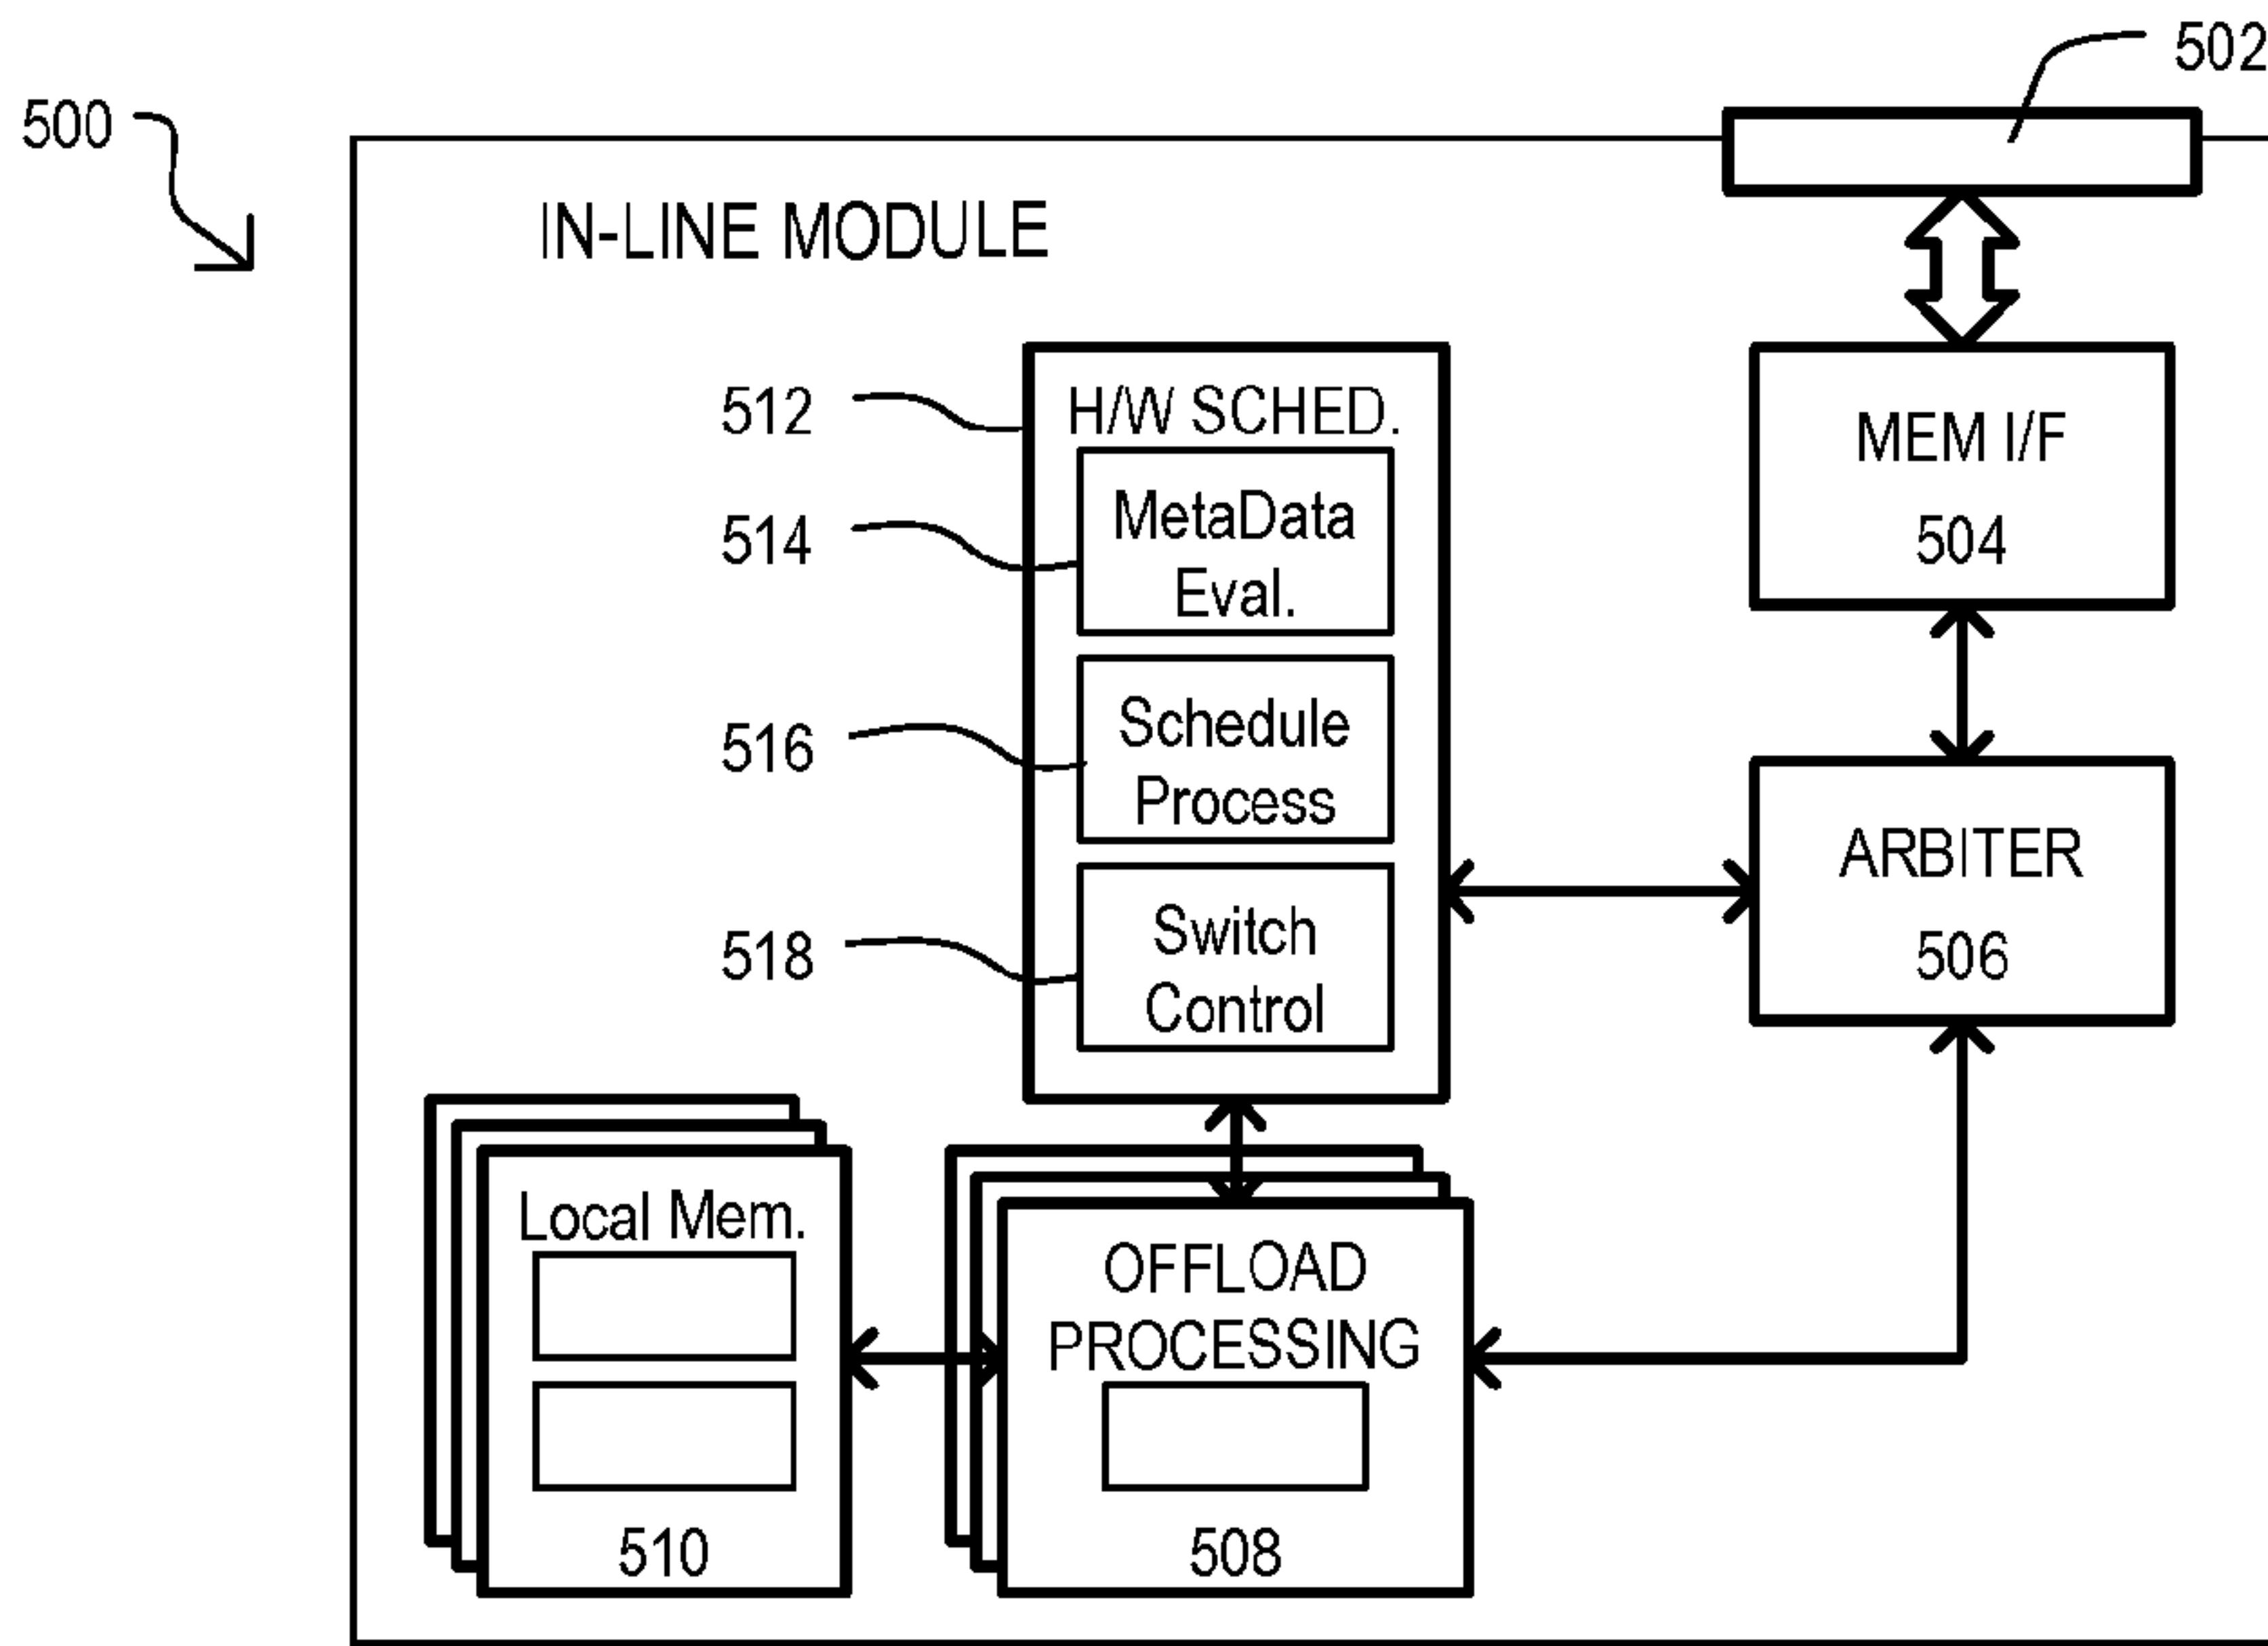 502
500
IN-LINE MODULE
512
H/W SCHED.
MEM I/F
504
514
MetaData
Eval.
516
Schedule
Process
ARBITER
506
518
Switch
Control
Local Mem.
510
OFFLOAD
PROCESSING
508